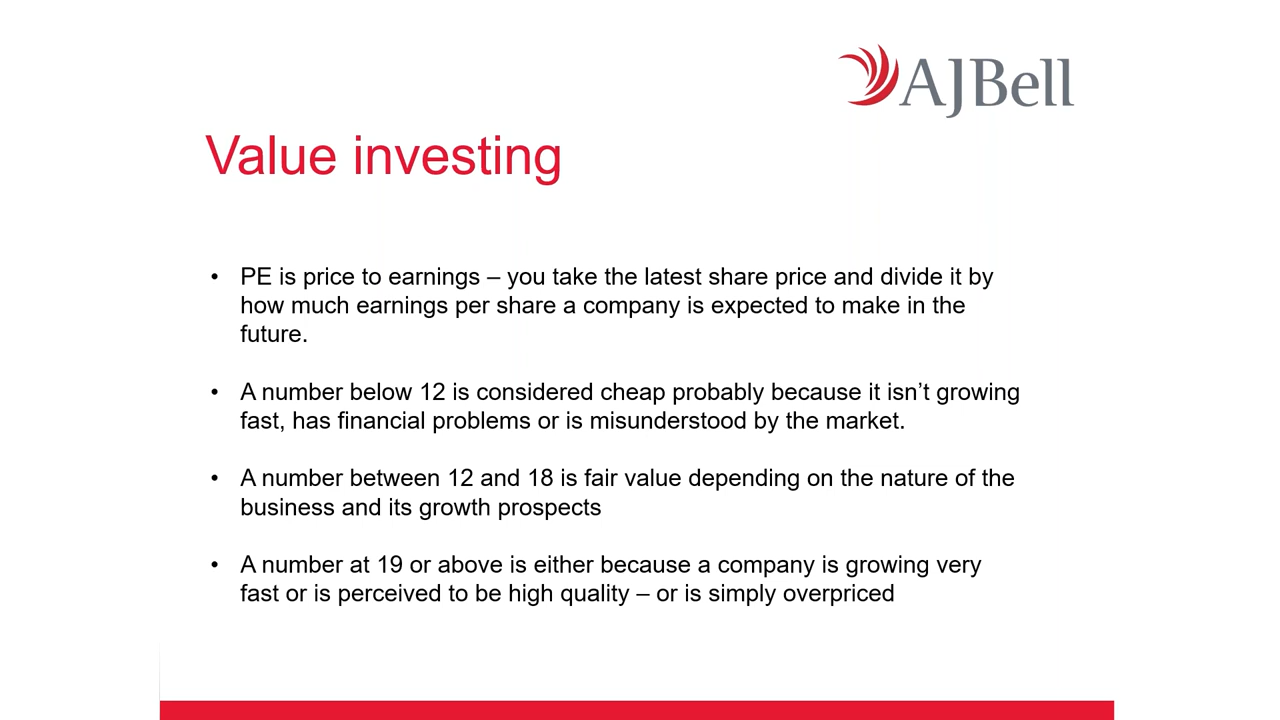 AJBell
Value investing
• PE is price to earnings – you take the latest share price and divide it by
how much earnings per share a company is expected to make in the
future.
• A number below 12 is considered cheap probably because it isn’t growing
fast, has financial problems or is misunderstood by the market.
• A number between 12 and 18 is fair value depending on the nature of the
business and its growth prospects
• A number at 19 or above is either because a company is growing very
fast or is perceived to be high quality – or is simply overpriced